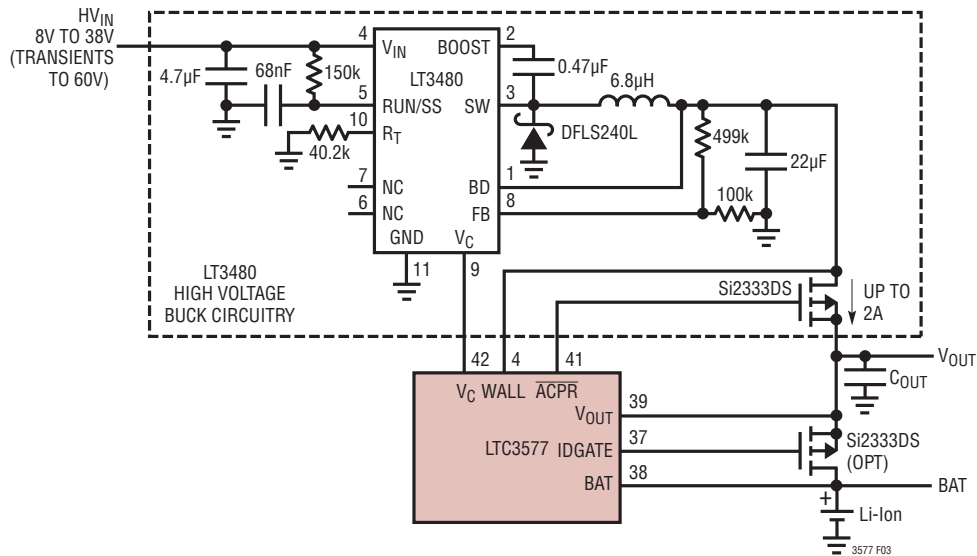 HVIN
8V TO 38V
(TRANSIENTS
TO 60V)
4.7µF
68nF
150k
40.2k
4
5
10
7
6
VIN
RUN/SS
RT
NC
NC
GND
VC
11
9
LT3480
BOOST
SW
BD
FB
2
3
1
8
0.47µF
6.8µH
DFLS240L
499k
100k
22µF
LT3480
HIGH VOLTAGE
BUCK CIRCUITRY
Si2333DS
UP TO
2A
42
4
41
VC
WALL
ACPR
VOUT
LTC3577
IDGATE
BAT
39
37
38
VOUT
COUT
Si2333DS
(OPT)
BAT
+
Li-Ion
3577 F03